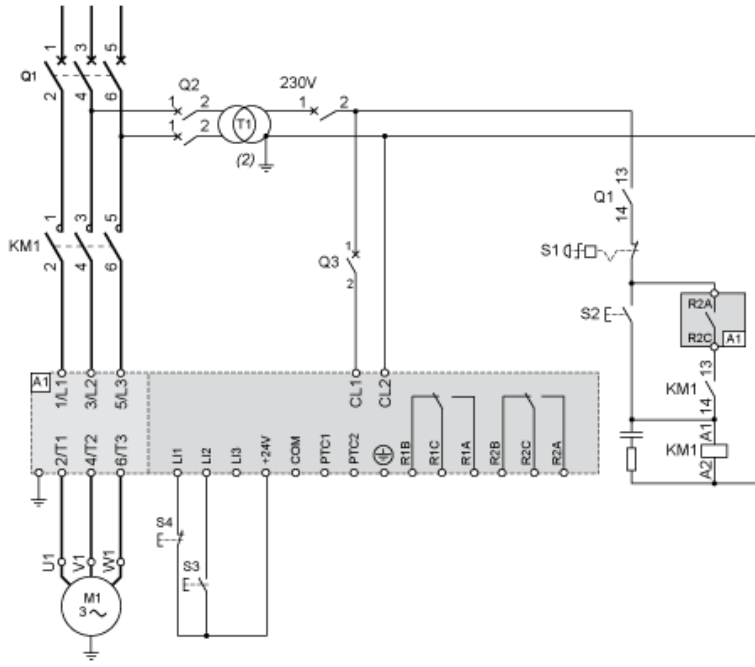 1 3 5
Q1
2 4 6
Q2
1 2
1 2
T1
(2)
230V
1 2
13
Q1
14
S1
1 3 5
KM1
2 4 6
1
Q3
2
S2
R2A
R2C
A1
13
KM1
14
A1
KM1
A2
A1
1/L1 3/L2 5/L3
CL1 CL2
2/T1 4/T2 6/T3
LI1 LI2 LI3 +24V COM PTC1 PTC2 R1B R1C R1A R2B R2C R2A
S4
S3
U1 V1 W1
M1
3